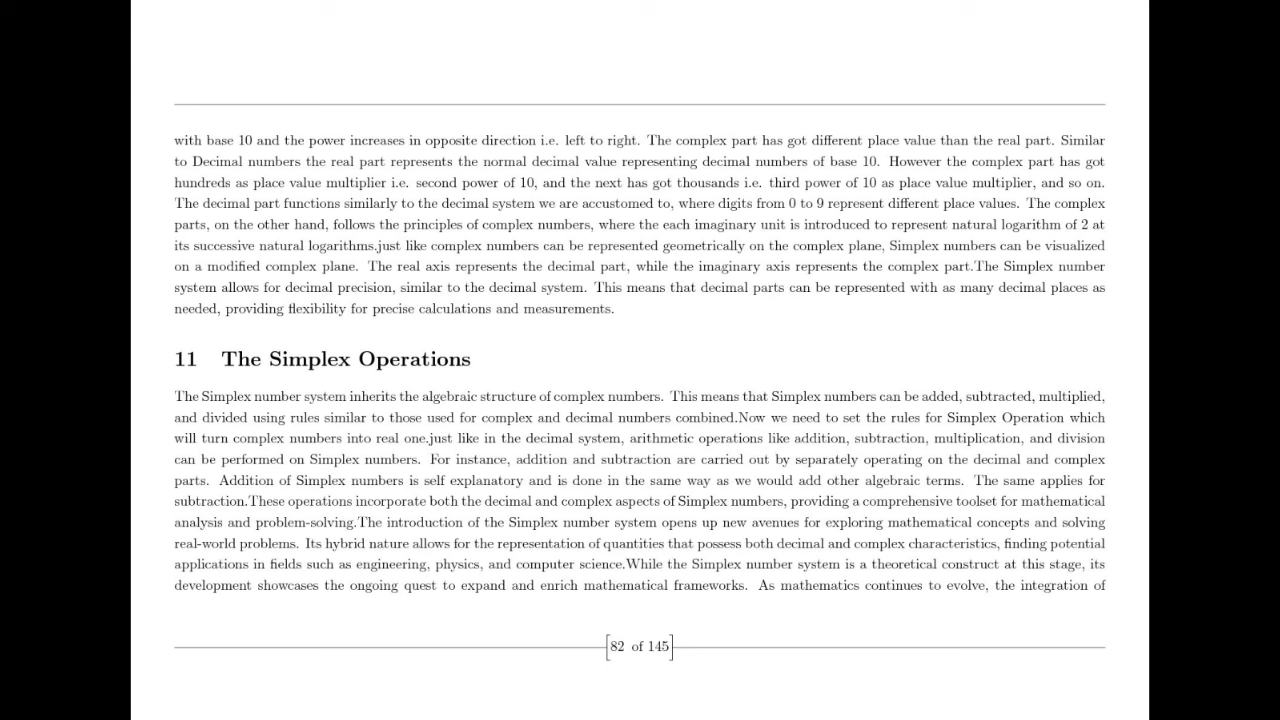 with base 10 and the power increases in opposite direction i.e. left to right. The complex part has got different place value than the real part. Similar
to Decimal numbers the real part represents the normal decimal value representing decimal numbers of base 10. However the complex part has got
hundreds as place value multiplier i.e. second power of 10, and the next has got thousands i.e. third power of 10 as place value multiplier, and so on.
The decimal part functions similarly to the decimal system we are accustomed to, where digits from 0 to 9 represent different place values. The complex
parts, on the other hand, follows the principles of complex numbers, where the each imaginary unit is introduced to represent natural logarithm of 2 at
its successive natural logarithms.just like complex numbers can be represented geometrically on the complex plane, Simplex numbers can be visualized
on a modified complex plane. The real axis represents the decimal part, while the imaginary axis represents the complex part.The Simplex number
system allows for decimal precision, similar to the decimal system. This means that decimal parts can be represented with as many decimal places as
needed, providing flexibility for precise calculations and measurements.
11 The Simplex Operations
The Simplex number system inherits the algebraic structure of complex numbers. This means that Simplex numbers can be added, subtracted, multiplied,
and divided using rules similar to those used for complex and decimal numbers combined.Now we need to set the rules for Simplex Operation which
will turn complex numbers into real one.just like in the decimal system, arithmetic operations like addition, subtraction, multiplication, and division
can be performed on Simplex numbers. For instance, addition and subtraction are carried out by separately operating on the decimal and complex
parts. Addition of Simplex numbers is self explanatory and is done in the same way as we would add other algebraic terms. The same applies for
subtraction.These operations incorporate both the decimal and complex aspects of Simplex numbers, providing a comprehensive toolset for mathematical
analysis and problem-solving.The introduction of the Simplex number system opens up new avenues for exploring mathematical concepts and solving
real-world problems. Its hybrid nature allows for the representation of quantities that possess both decimal and complex characteristics, finding potential
applications in fields such as engineering, physics, and computer science.While the Simplex number system is a theoretical construct at this stage, its
development showcases the ongoing quest to expand and enrich mathematical frameworks. As mathematics continues to evolve, the integration of
[82 of 145]